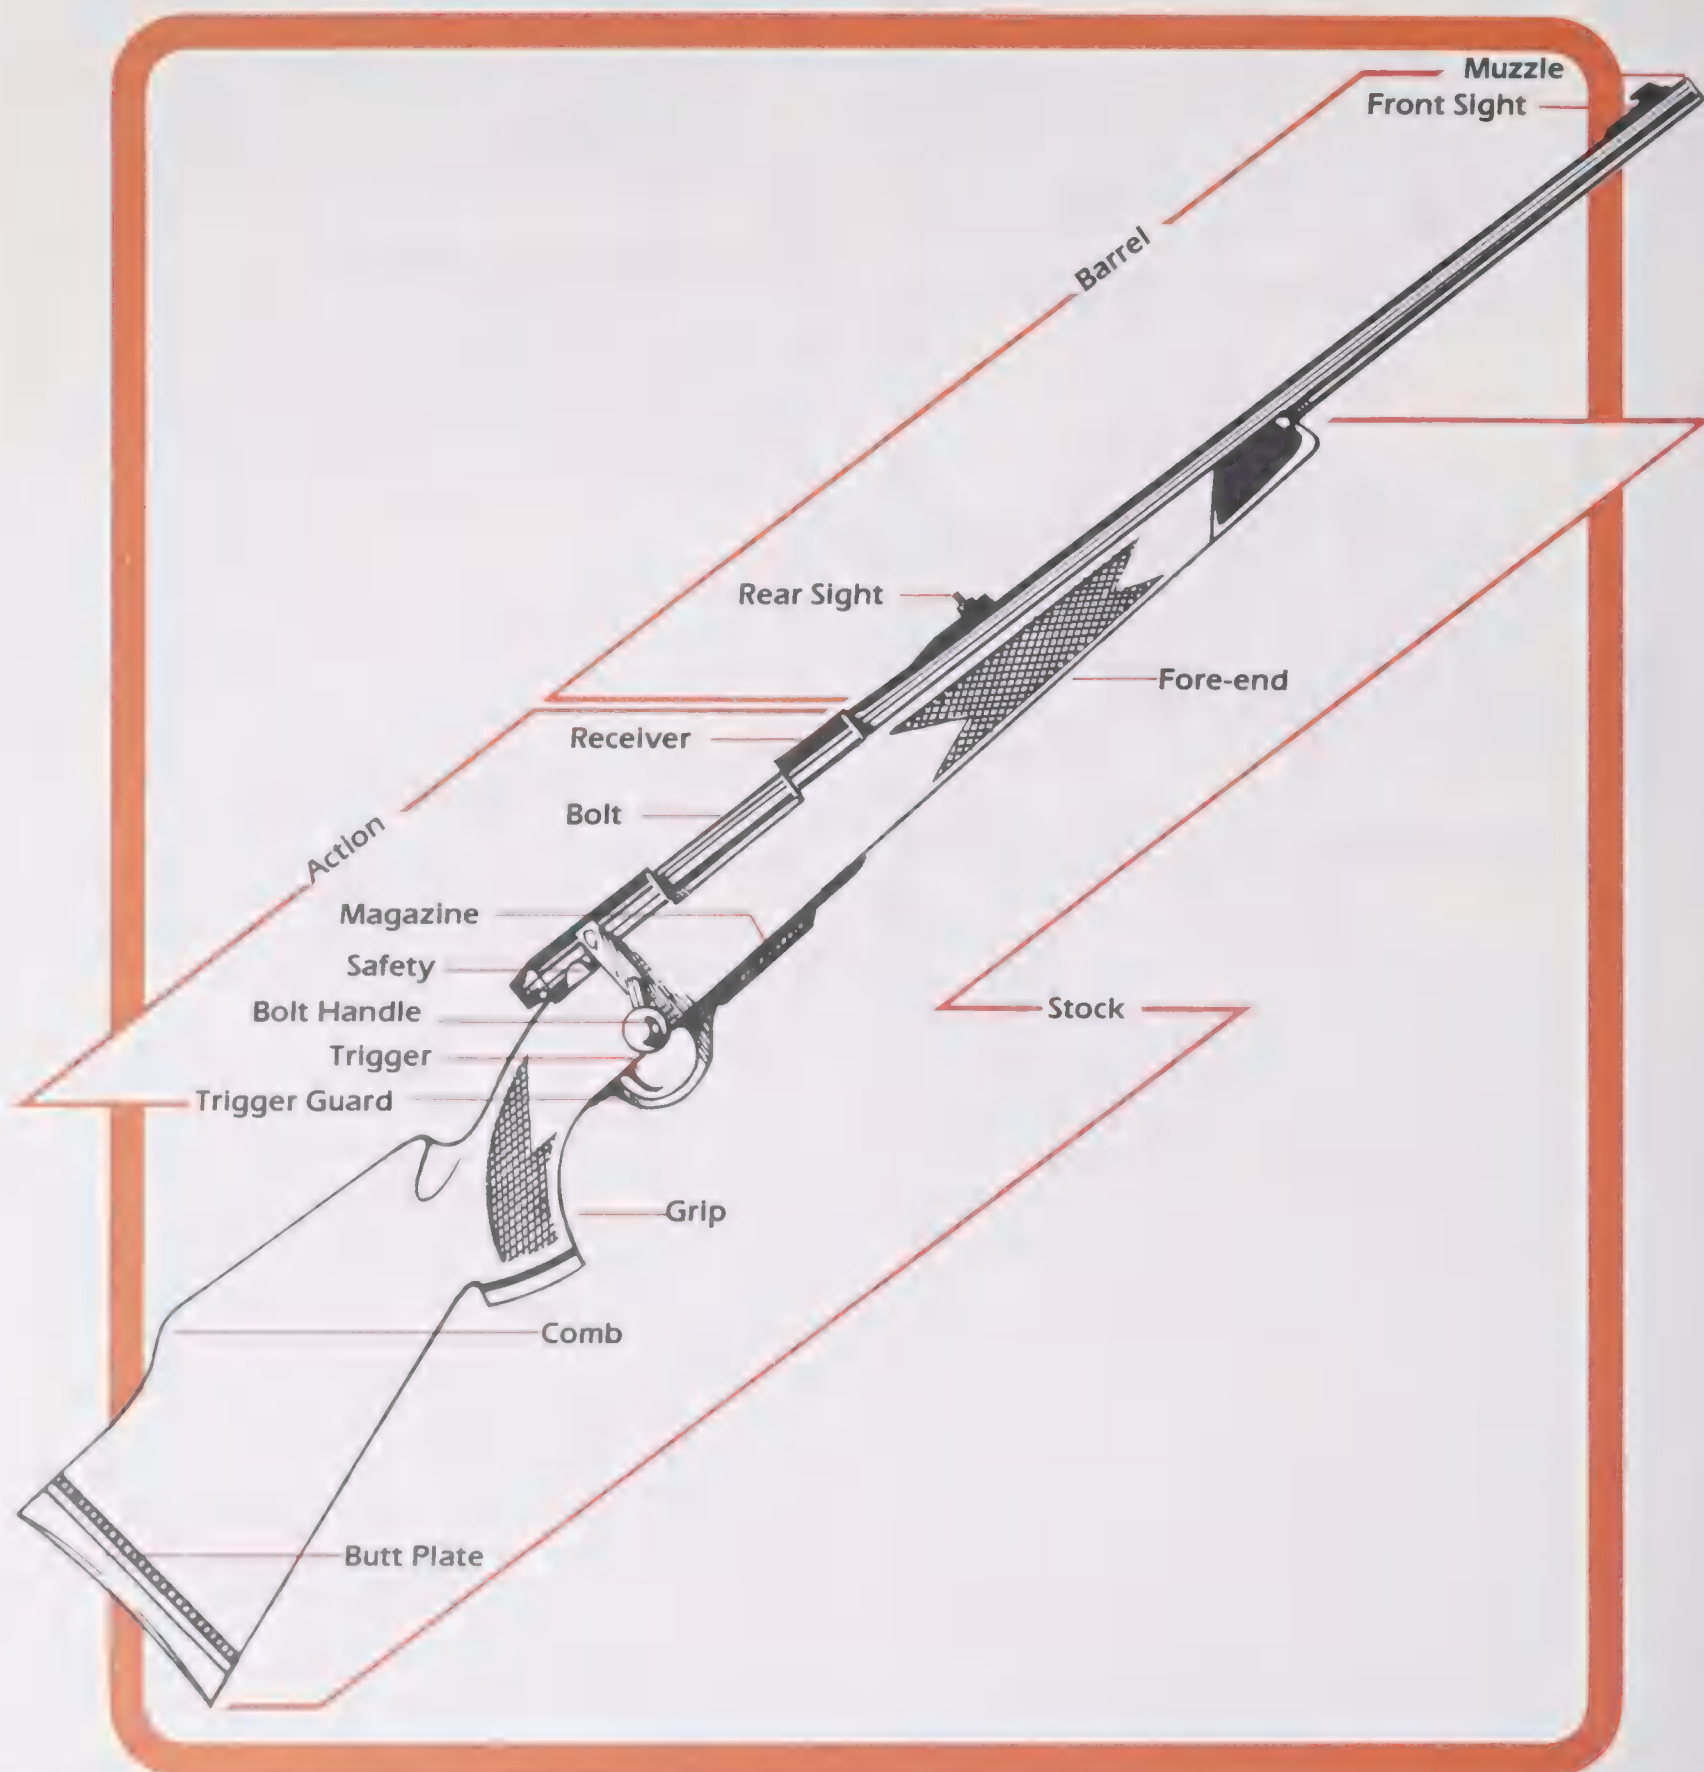 Muzzle
Front Sight
Barrel
Rear Sight
Fore-end
Receiver
Bolt
Action
Magazine
Safety
Bolt Handle
Stock
Trigger
Trigger Guard
Grip
Comb
Butt Plate